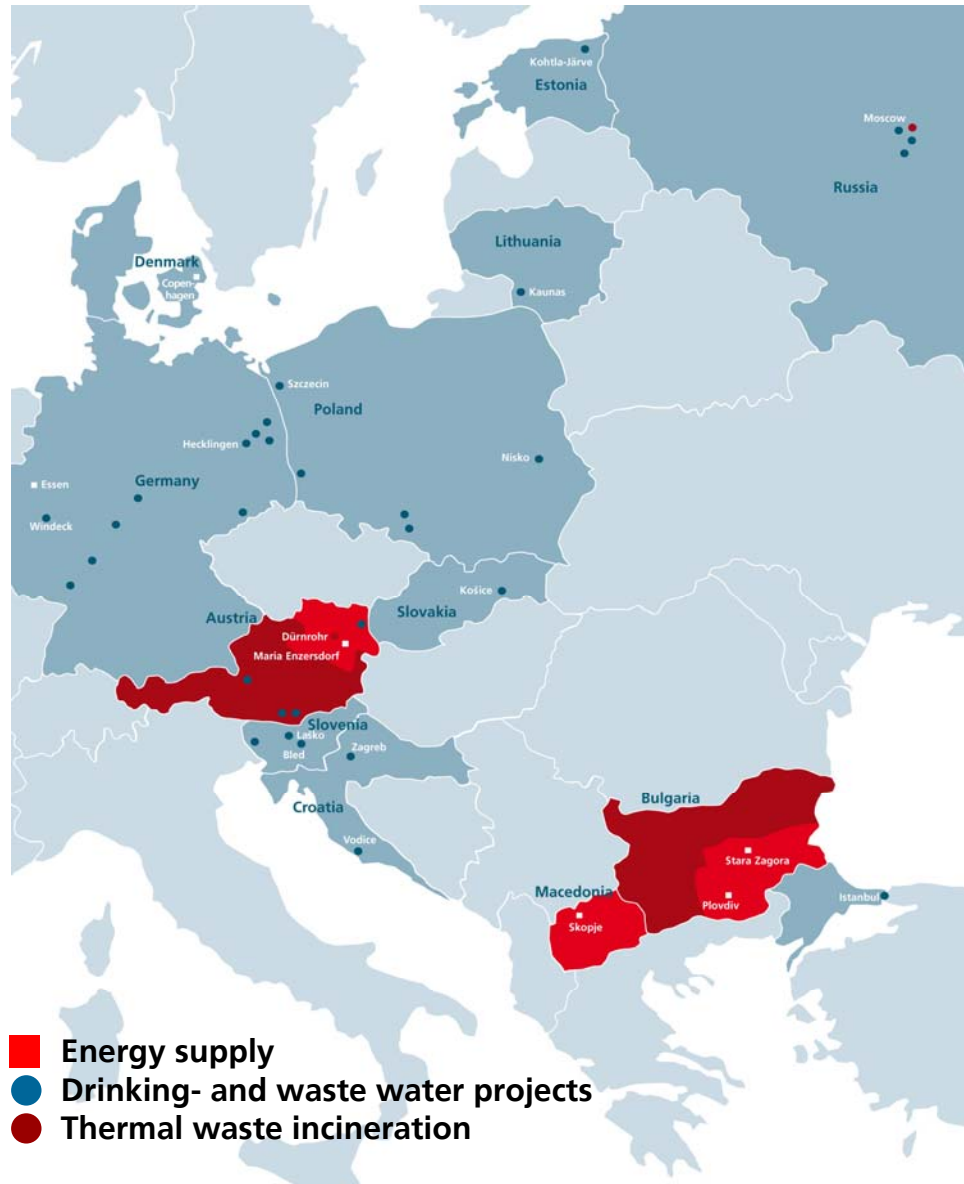 Kohtla-Järve
Estonia
Moscow
Russia
Lithuania
Kaunas
Denmark
Copen-
hagen
Szczecin
Poland
Hecklingen
Nisko
Germany
Essen
Windeck
Košice
Slovakia
Austria
Dürnrohr
Maria Enzersdorf
Slovenia
Laško
Bled
Zagreb
Croatia
Vodice
Bulgaria
Stara Zagora
Plovdiv
Macedonia
Skopje
Istanbul
Energy supply
Drinking- and waste water projects
Thermal waste incineration